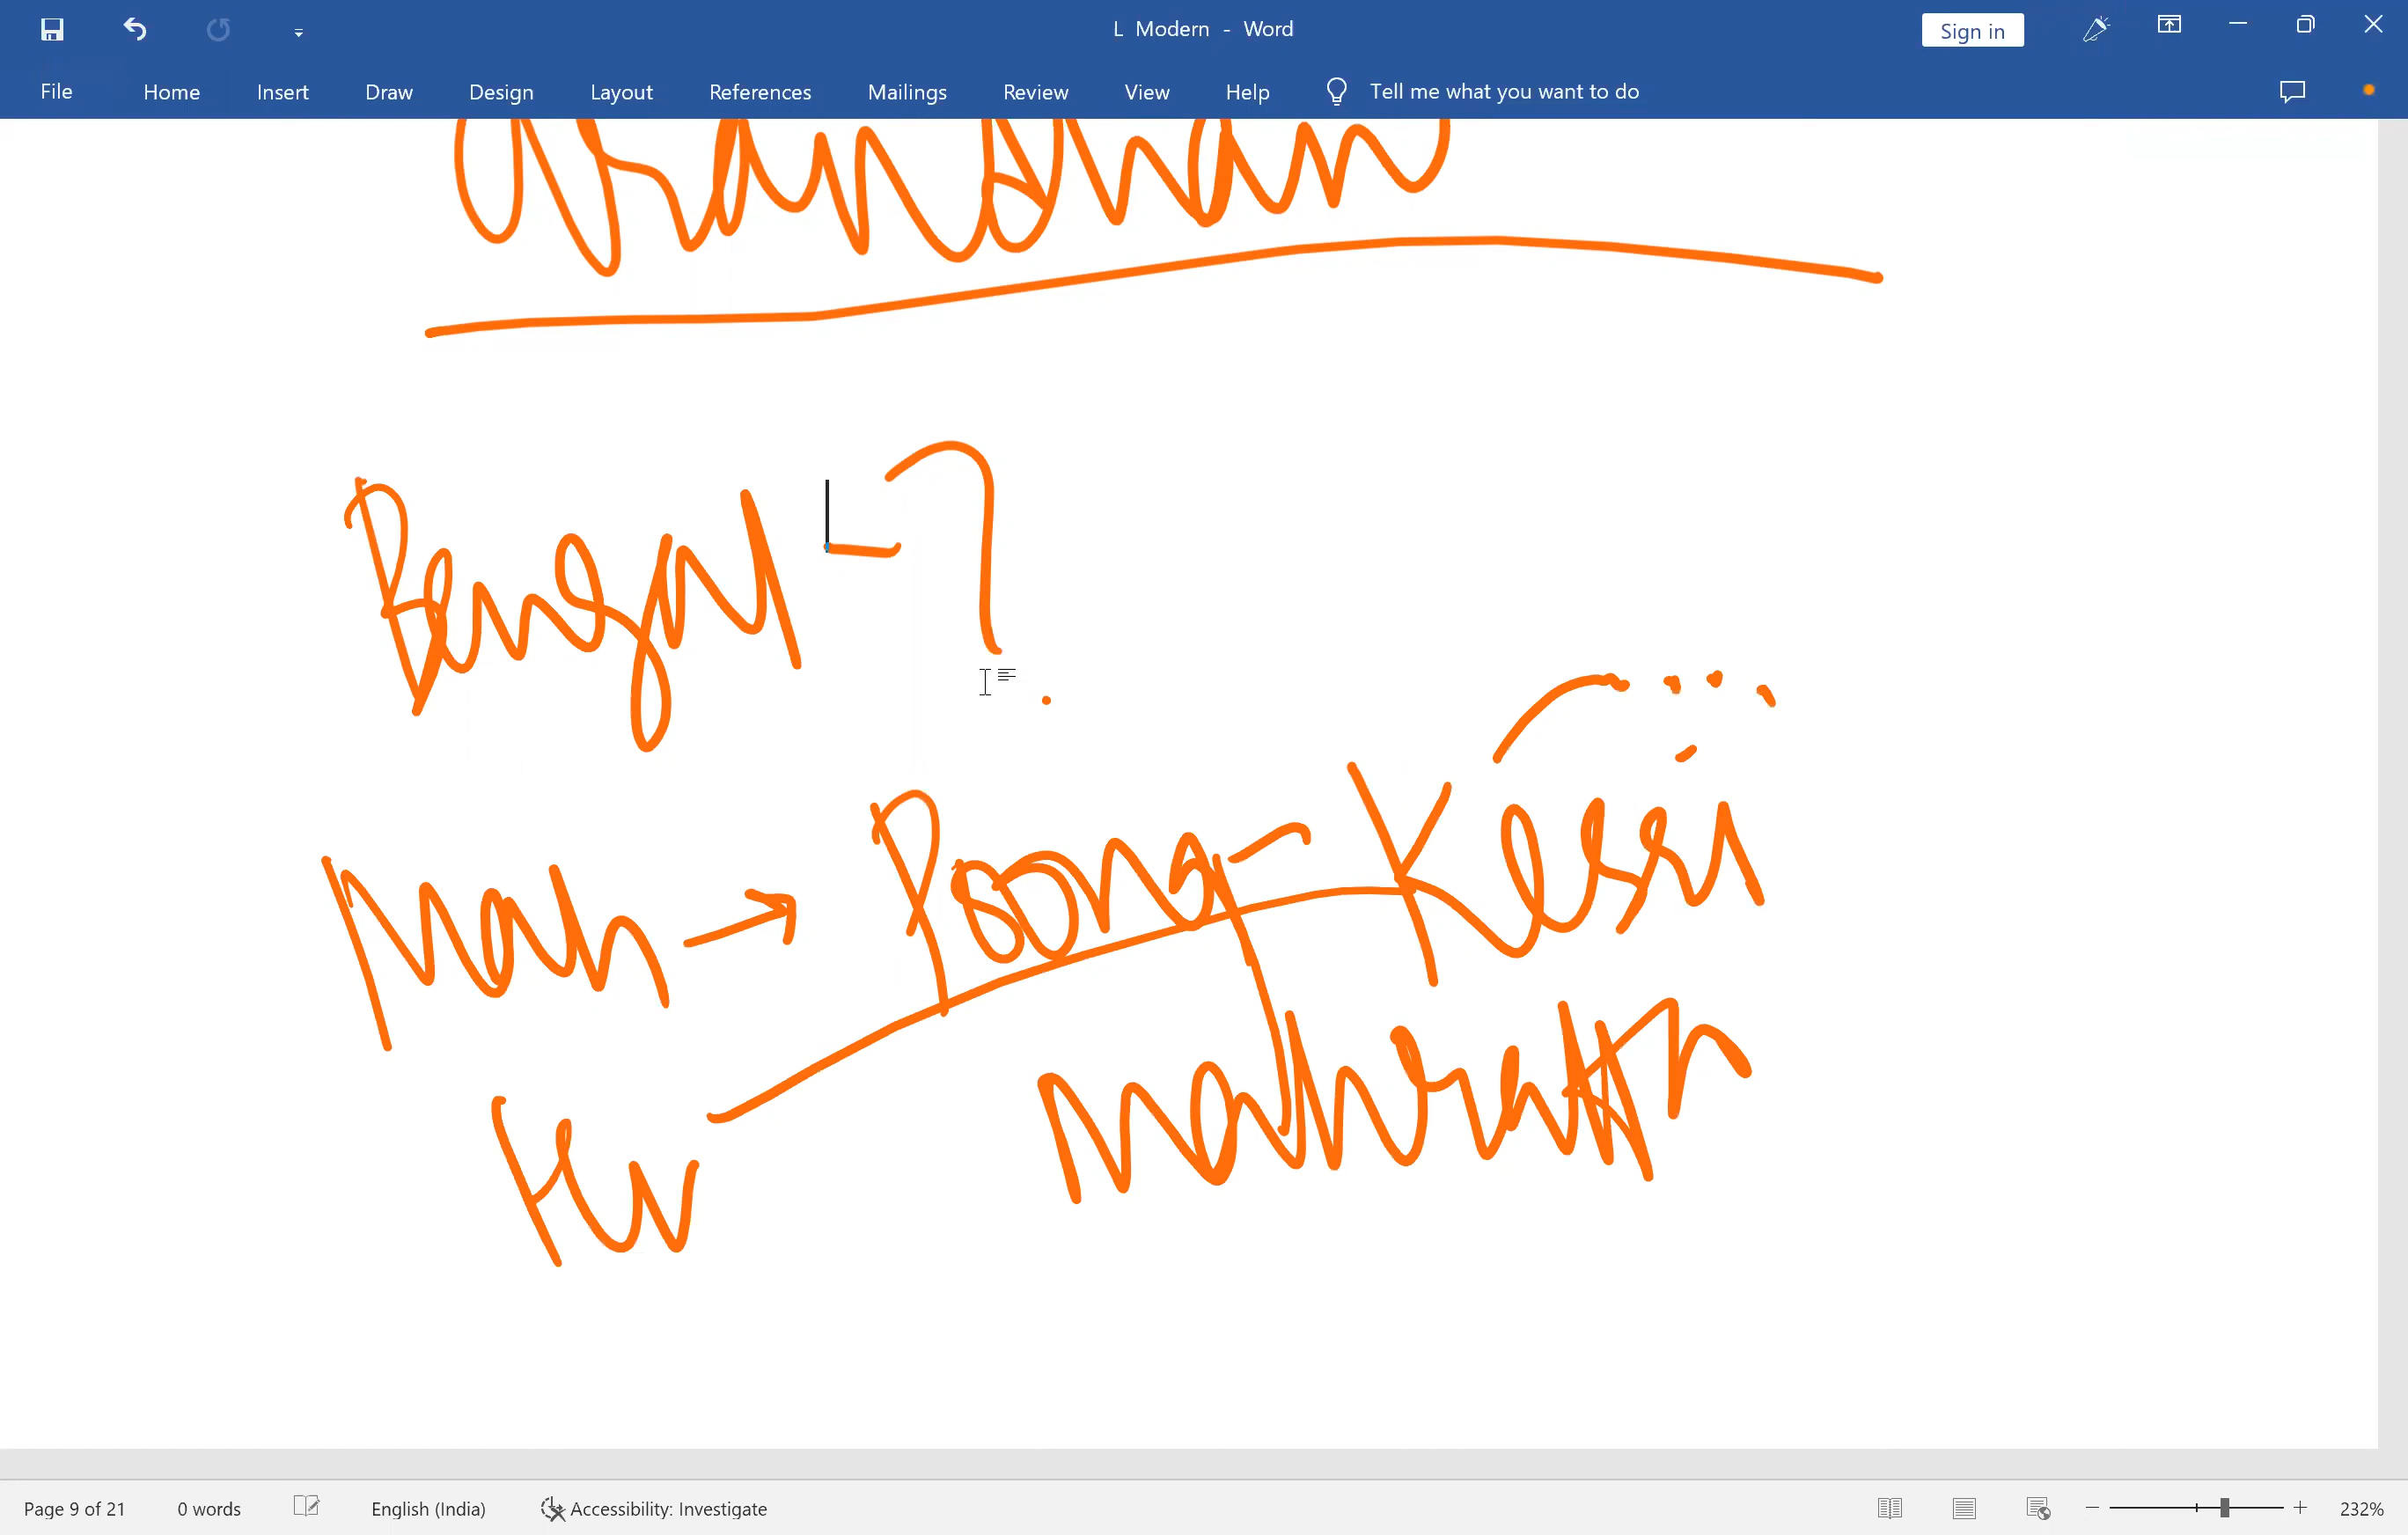 L Modern - Word
Sign in
File Home Insert Draw Design Layout References Mailings Review View Help Tell me what you want to do
Bengal - ?
Mah → Poona - Kesri
Mahratta
Page 9 of 21 0 words English (India) Accessibility: Investigate 232%